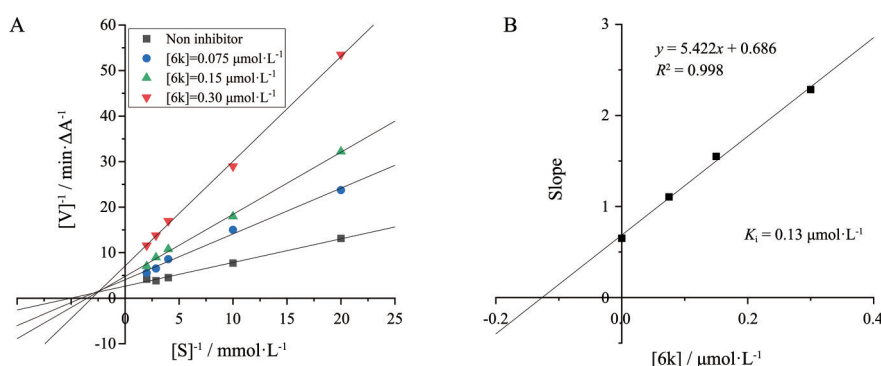 A
Non inhibitor
[6k]=0.075 μmol·L⁻¹
[6k]=0.15 μmol·L⁻¹
[6k]=0.30 μmol·L⁻¹
[V]⁻¹ / min·ΔA⁻¹
60
50
40
30
20
10
0
-10
-10
-5
0
5
10
15
20
25
[S]⁻¹ / mmol·L⁻¹
B
y = 5.422x + 0.686
R² = 0.998
Kᵢ = 0.13 μmol·L⁻¹
Slope
3
2
1
0
-0.2
0.0
0.2
0.4
[6k] / μmol·L⁻¹